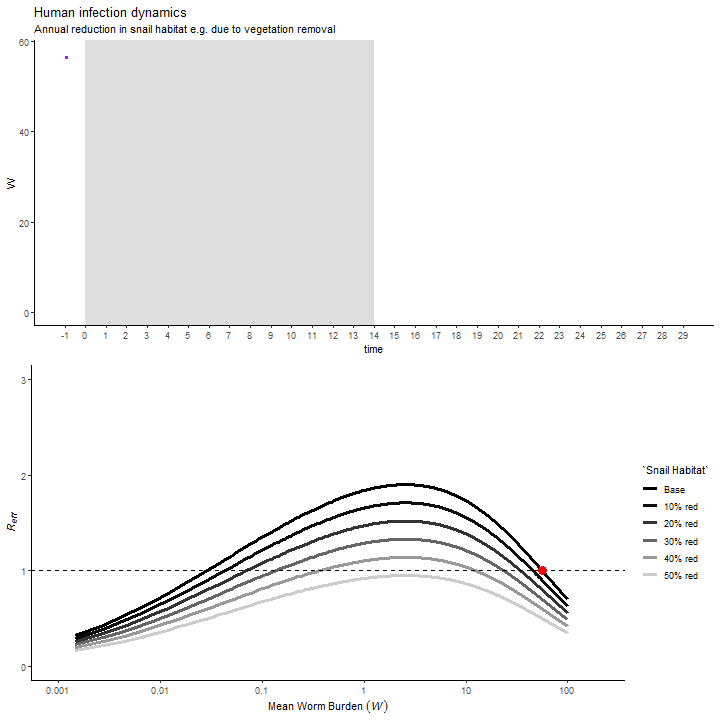 Human infection dynamics
Annual reduction in snail habitat e.g. due to vegetation removal
60
40
20
0
W
-1 0 1 2 3 4 5 6 7 8 9 10 11 12 13 14 15 16 17 18 19 20 21 22 23 24 25 26 27 28 29
time
3
2
1
0
R_eff
0.001 0.01 0.1 1 10 100
Mean Worm Burden (W)
`Snail Habitat`
Base
10% red
20% red
30% red
40% red
50% red